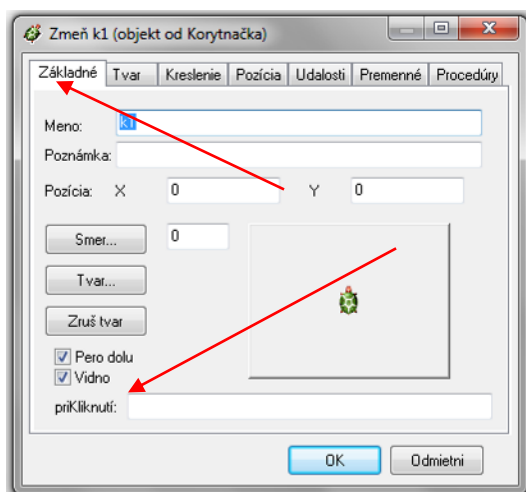 Zmeň k1 (objekt od Korytnačka)
Základné Tvar Kreslenie Pozícia Udalosti Premenné Procedúry
Meno: k1
Poznámka:
Pozícia: X 0 Y 0
Smer... 0
Tvar...
Zruš tvar
Pero dolu
Vidno
priKliknutí:
OK Odmietni